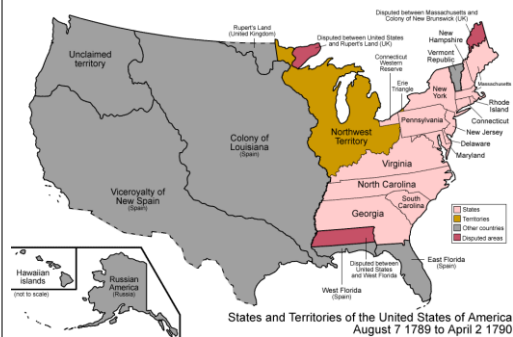 Disputed between Massachusetts and
Colony of New Brunswick (UK)
Rupert's Land
(United Kingdom)
Disputed between United States
and Rupert's Land (UK)
New
Hampshire
Vermont
Republic
Connecticut
Western
Reserve
Erie
Triangle
Massachusetts
Unclaimed
territory
New
York
Rhode
Island
Connecticut
Pennsylvania
New Jersey
Delaware
Maryland
Northwest
Territory
Colony of
Louisiana
(Spain)
Virginia
Viceroyalty of
New Spain
(Spain)
North Carolina
South
Carolina
Georgia
States
Territories
Other countries
Disputed areas
Disputed between
United States
and West Florida
East Florida
(Spain)
West Florida
(Spain)
Hawaiian
islands
(not to scale)
Russian
America
(Russia)
States and Territories of the United States of America
August 7 1789 to April 2 1790